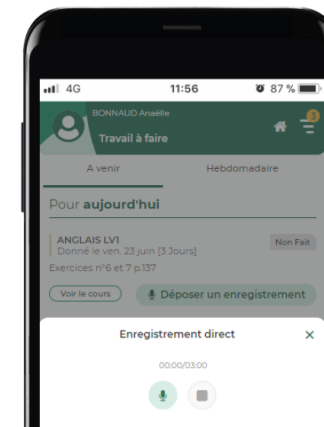 4G 11:56 87 %
BONNAUD Anaëlle
3
Travail à faire
A venir Hebdomadaire
Pour aujourd'hui
ANGLAIS LV1 Non Fait
Donné le ven. 23 juin [3 Jours]
Exercices n°6 et 7 p.137
Voir le cours Déposer un enregistrement
Enregistrement direct
00:00/03:00